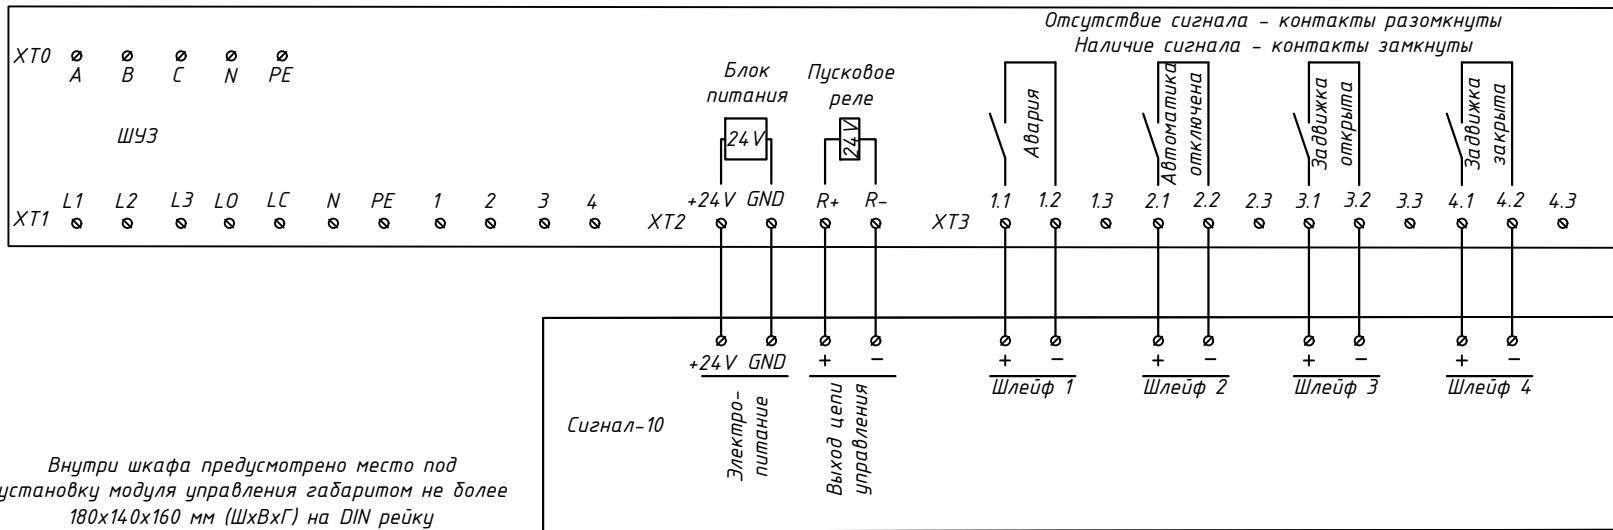 Отсутствие сигнала - контакты разомкнуты
Наличие сигнала - контакты замкнуты
XT0
A B C N PE
ШУЗ
Блок
питания
24V
Пусковое
реле
24V
Авария
Автоматика
отключена
Задвижка
открыта
Задвижка
закрыта
XT1 L1 L2 L3 LO LC N PE 1 2 3 4
XT2 +24V GND R+ R-
XT3 1.1 1.2 1.3 2.1 2.2 2.3 3.1 3.2 3.3 4.1 4.2 4.3
+24V GND + - + - + - + - + -
Шлейф 1 Шлейф 2 Шлейф 3 Шлейф 4
Сигнал-10
Электро-
питание
Выход цепи
управления
Внутри шкафа предусмотрено место под
установку модуля управления габаритом не более
180х140х160 мм (ШхВхГ) на DIN рейку